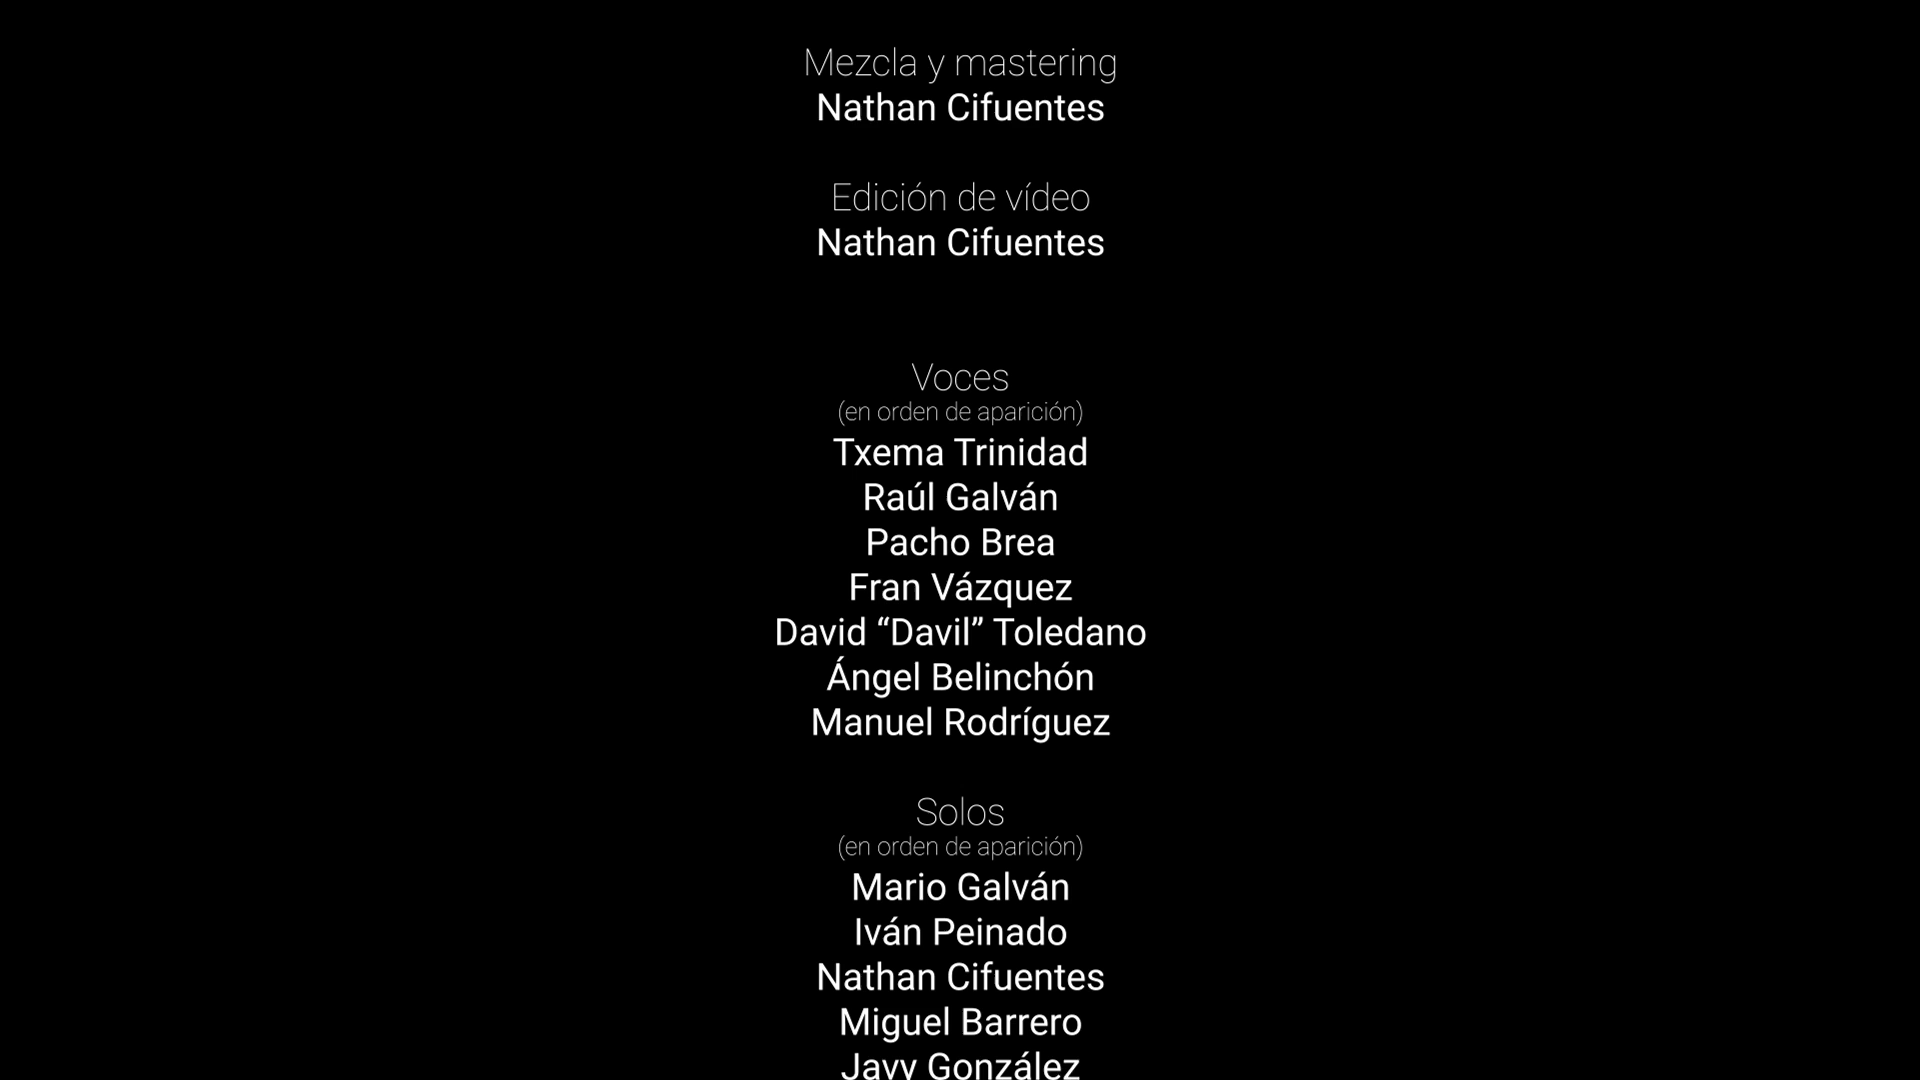 Mezcla y mastering
Nathan Cifuentes
Edición de vídeo
Nathan Cifuentes
Voces
(en orden de aparición)
Txema Trinidad
Raúl Galván
Pacho Brea
Fran Vázquez
David “Davil” Toledano
Ángel Belinchón
Manuel Rodríguez
Solos
(en orden de aparición)
Mario Galván
Iván Peinado
Nathan Cifuentes
Miguel Barrero
Javy González